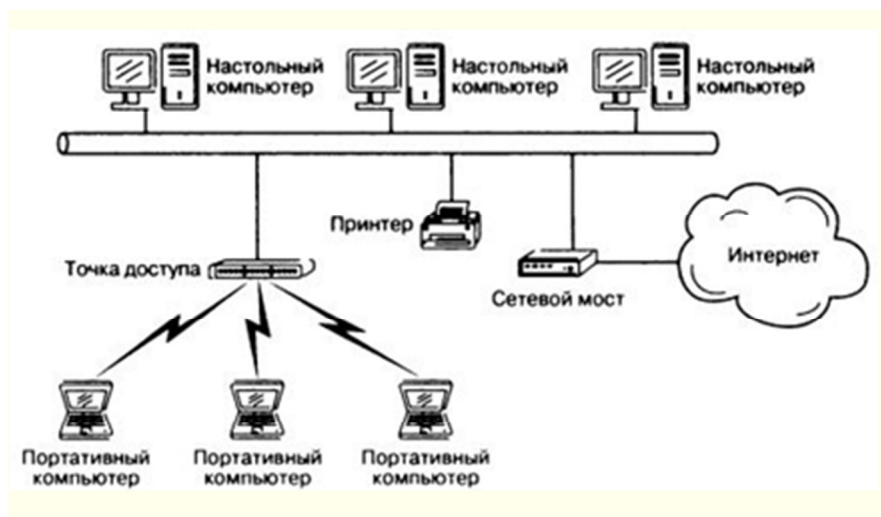 Настольный
компьютер
Настольный
компьютер
Настольный
компьютер
Принтер
Интернет
Точка доступа
Сетевой мост
Портативный
компьютер
Портативный
компьютер
Портативный
компьютер